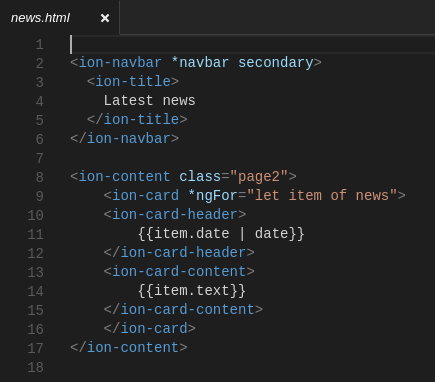 news.html ×
1
2 <ion-navbar *navbar secondary>
3   <ion-title>
4     Latest news
5   </ion-title>
6 </ion-navbar>
7
8 <ion-content class="page2">
9     <ion-card *ngFor="let item of news">
10     <ion-card-header>
11         {{item.date | date}}
12     </ion-card-header>
13     <ion-card-content>
14         {{item.text}}
15     </ion-card-content>
16     </ion-card>
17 </ion-content>
18